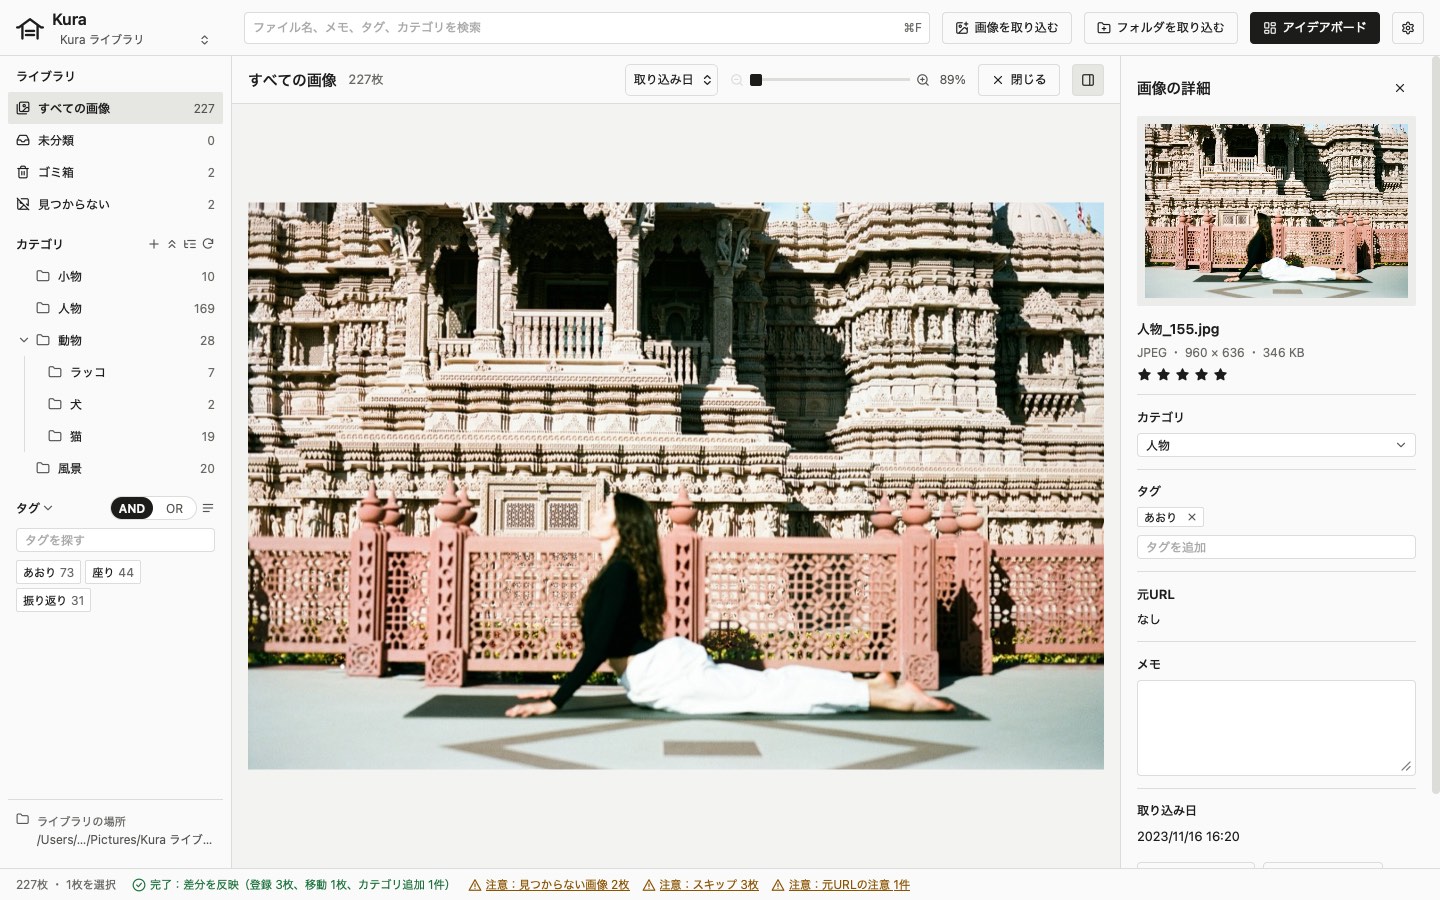 Kura
Kura ライブラリ
ファイル名、メモ、タグ、カテゴリを検索
⌘F
画像を取り込む
フォルダを取り込む
アイデアボード
ライブラリ
すべての画像 227
未分類 0
ゴミ箱 2
見つからない 2
カテゴリ
小物 10
人物 169
動物 28
ラッコ 7
犬 2
猫 19
風景 20
タグ
AND OR
タグを探す
あおり 73
座り 44
振り返り 31
ライブラリの場所
/Users/.../Pictures/Kura ライブ...
すべての画像 227枚
取り込み日
89%
閉じる
画像の詳細
人物_155.jpg
JPEG ・ 960 × 636 ・ 346 KB
★ ★ ★ ★ ★
カテゴリ
人物
タグ
あおり ×
タグを追加
元URL
なし
メモ
取り込み日
2023/11/16 16:20
227枚 ・ 1枚を選択
完了：差分を反映（登録 3枚、移動 1枚、カテゴリ追加 1件）
注意：見つからない画像 2枚
注意：スキップ 3枚
注意：元URLの注意 1件